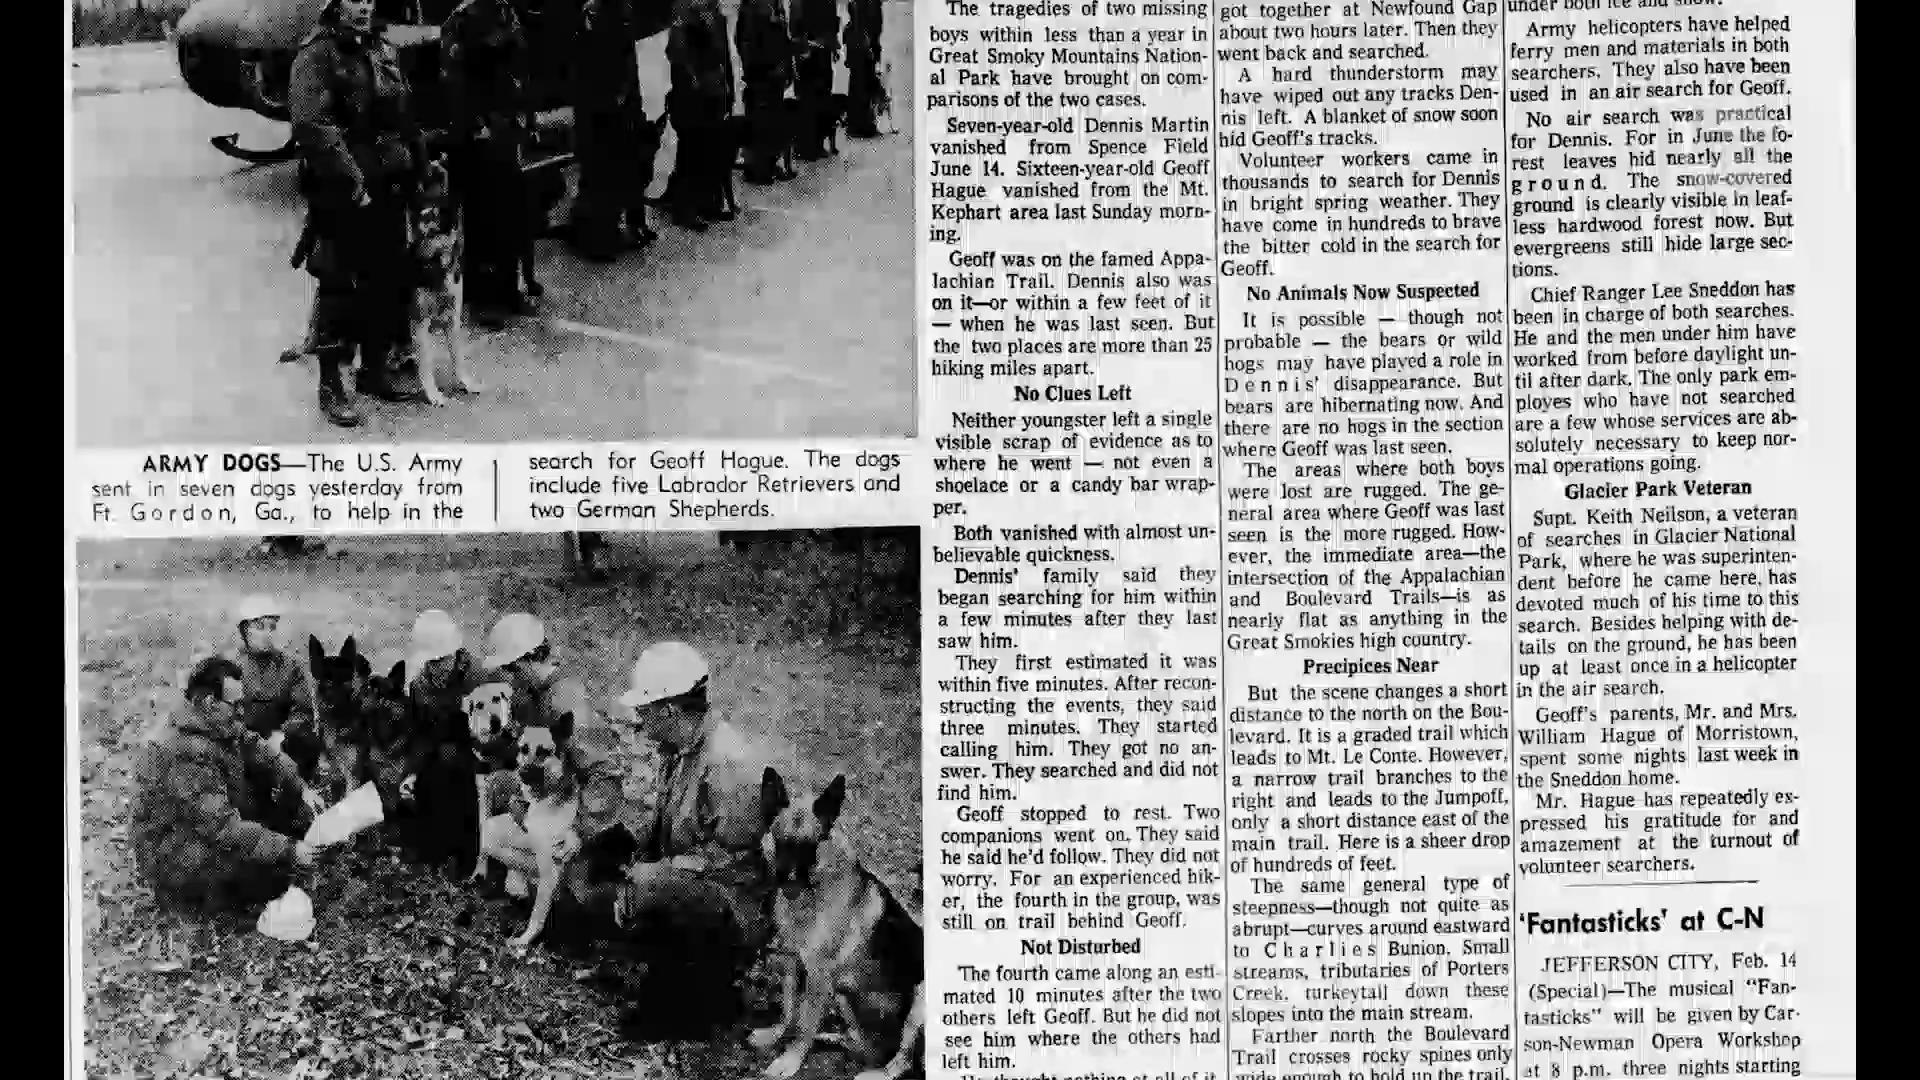 ARMY DOGS—The U.S. Army
sent in seven dogs yesterday from
Ft. Gordon, Ga., to help in the
search for Geoff Hague. The dogs
include five Labrador Retrievers and
two German Shepherds.
The tragedies of two missing
boys within less than a year in
Great Smoky Mountains Nation-
al Park have brought on com-
parisons of the two cases.
Seven-year-old Dennis Martin
vanished from Spence Field
June 14. Sixteen-year-old Geoff
Hague vanished from the Mt.
Kephart area last Sunday morn-
ing.
Geoff was on the famed Appa-
lachian Trail. Dennis also was
on it—or within a few feet of it
— when he was last seen. But
the two places are more than 25
hiking miles apart.
No Clues Left
Neither youngster left a single
visible scrap of evidence as to
where he went — not even a
shoelace or a candy bar wrap-
per.
Both vanished with almost un-
believable quickness.
Dennis' family said they
began searching for him within
a few minutes after they last
saw him.
They first estimated it was
within five minutes. After recon-
structing the events, they said
three minutes. They started
calling him. They got no an-
swer. They searched and did not
find him.
Geoff stopped to rest. Two
companions went on. They said
he said he'd follow. They did not
worry. For an experienced hik-
er, the fourth in the group, was
still on trail behind Geoff.
Not Disturbed
The fourth came along an esti-
mated 10 minutes after the two
others left Geoff. But he did not
see him where the others had
left him.
He thought nothing at all of it
got together at Newfound Gap
about two hours later. Then they
went back and searched.
A hard thunderstorm may
have wiped out any tracks Den-
nis left. A blanket of snow soon
hid Geoff's tracks.
Volunteer workers came in
thousands to search for Dennis
in bright spring weather. They
have come in hundreds to brave
the bitter cold in the search for
Geoff.
No Animals Now Suspected
It is possible — though not
probable — the bears or wild
hogs may have played a role in
Dennis' disappearance. But
bears are hibernating now. And
there are no hogs in the section
where Geoff was last seen.
The areas where both boys
were lost are rugged. The ge-
neral area where Geoff was last
seen is the more rugged. How-
ever, the immediate area—the
intersection of the Appalachian
and Boulevard Trails—is as
nearly flat as anything in the
Great Smokies high country.
Precipices Near
But the scene changes a short
distance to the north on the Bou-
levard. It is a graded trail which
leads to Mt. Le Conte. However,
a narrow trail branches to the
right and leads to the Jumpoff,
only a short distance east of the
main trail. Here is a sheer drop
of hundreds of feet.
The same general type of
steepness—though not quite as
abrupt—curves around eastward
to Charlies Bunion. Small
streams, tributaries of Porters
Creek, turkeytail down these
slopes into the main stream.
Farther north the Boulevard
Trail crosses rocky spines only
wide enough to hold up the trail.
under both ice and snow.
Army helicopters have helped
ferry men and materials in both
searchers. They also have been
used in an air search for Geoff.
No air search was practical
for Dennis. For in June the fo-
rest leaves hid nearly all the
ground. The snow-covered
ground is clearly visible in leaf-
less hardwood forest now. But
evergreens still hide large sec-
tions.
Chief Ranger Lee Sneddon has
been in charge of both searches.
He and the men under him have
worked from before daylight un-
til after dark. The only park em-
ployes who have not searched
are a few whose services are ab-
solutely necessary to keep nor-
mal operations going.
Glacier Park Veteran
Supt. Keith Neilson, a veteran
of searches in Glacier National
Park, where he was superinten-
dent before he came here, has
devoted much of his time to this
search. Besides helping with de-
tails on the ground, he has been
up at least once in a helicopter
in the air search.
Geoff's parents, Mr. and Mrs.
William Hague of Morristown,
spent some nights last week in
the Sneddon home.
Mr. Hague has repeatedly ex-
pressed his gratitude for and
amazement at the turnout of
volunteer searchers.
'Fantasticks' at C-N
JEFFERSON CITY, Feb. 14
(Special)—The musical "Fan-
tasticks" will be given by Car-
son-Newman Opera Workshop
at 8 p.m. three nights starting